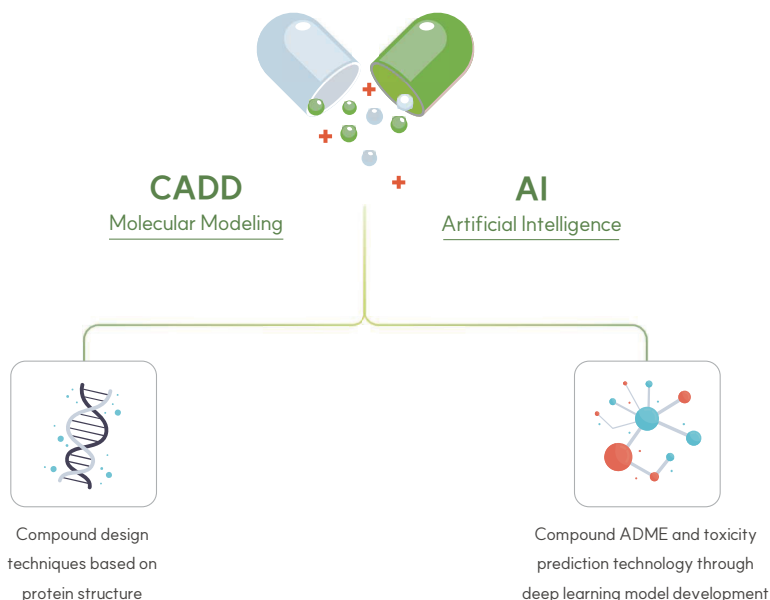 CADD
Molecular Modeling
AI
Artificial Intelligence
Compound design
techniques based on
protein structure
Compound ADME and toxicity
prediction technology through
deep learning model development